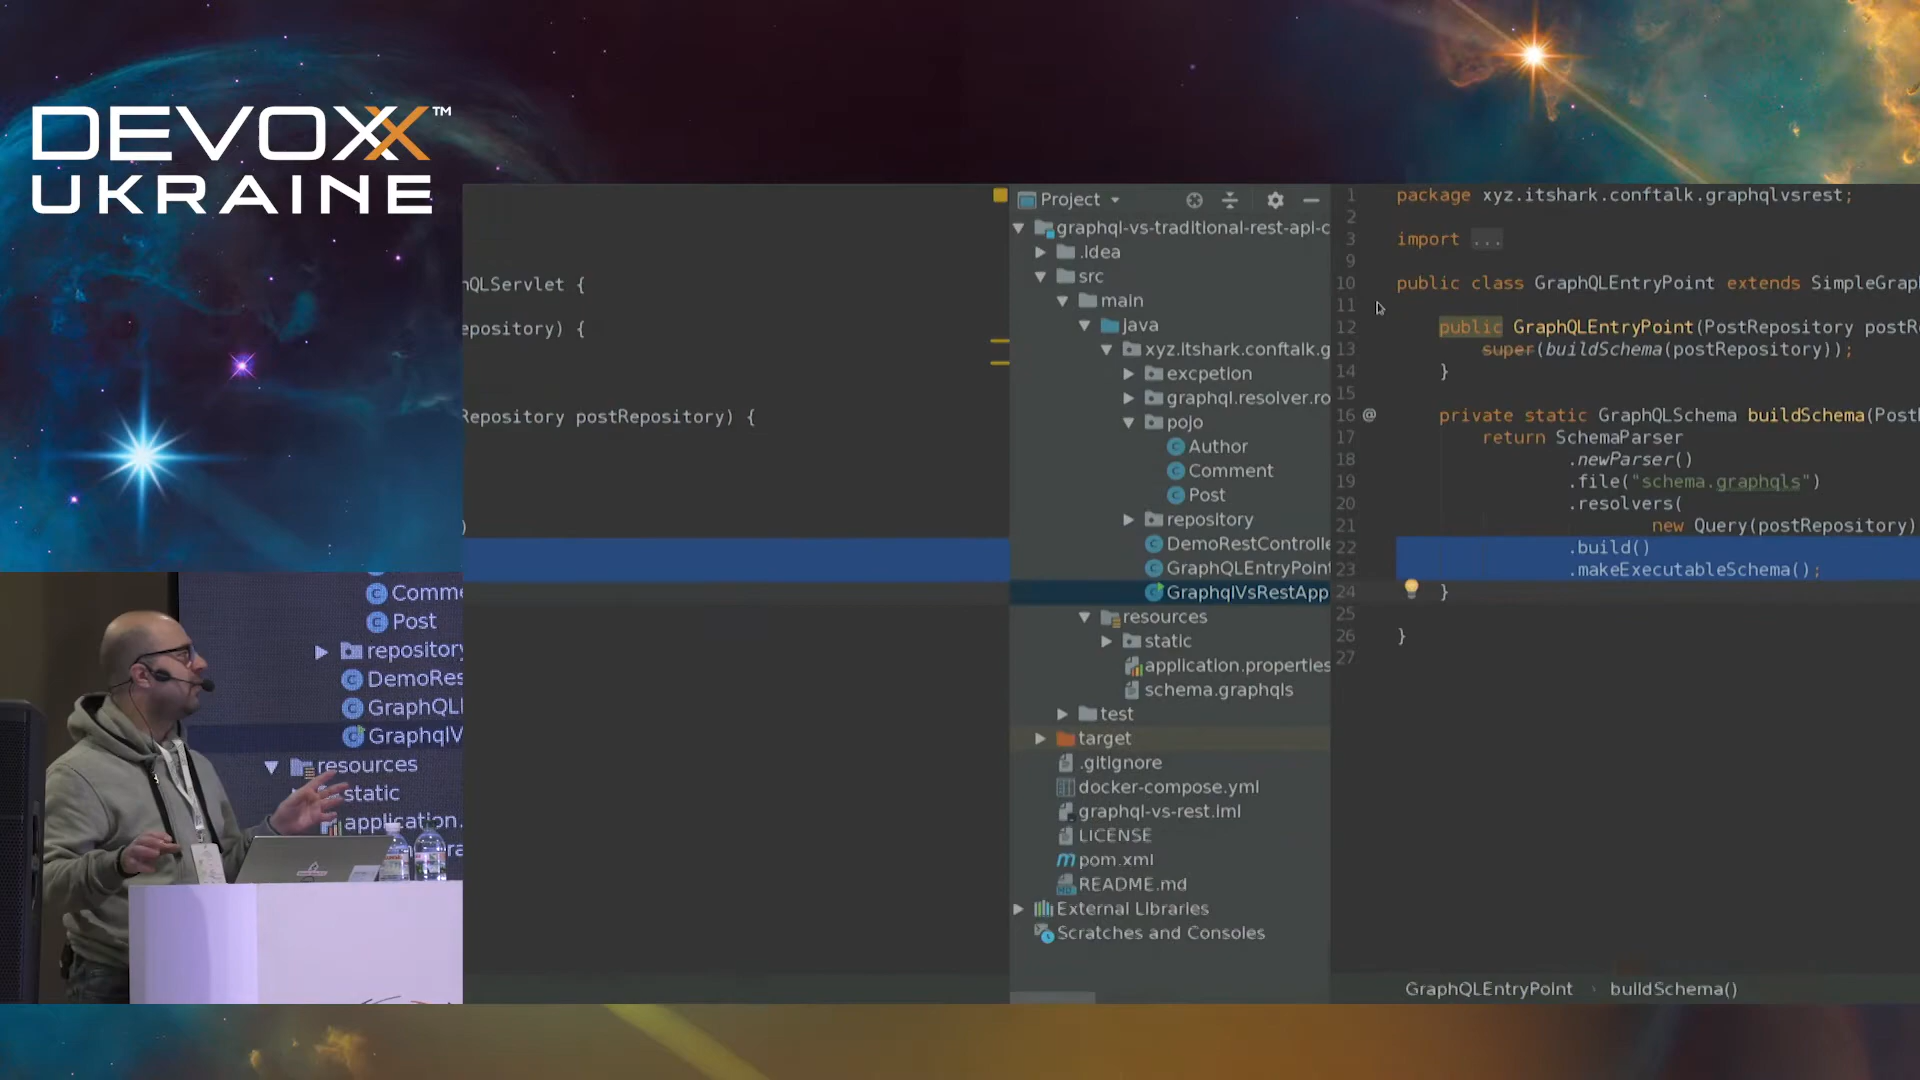 DEVOXX™
UKRAINE
nQLServlet {
epository) {
Repository postRepository) {
)
Project
graphql-vs-traditional-rest-api-c
.idea
src
main
java
xyz.itshark.conftalk.g
excpetion
graphql.resolver.ro
pojo
Author
Comment
Post
repository
DemoRestControlle
GraphQLEntryPoint
GraphqlVsRestApp
resources
static
application.properties
schema.graphqls
test
target
.gitignore
docker-compose.yml
graphql-vs-rest.iml
LICENSE
pom.xml
README.md
External Libraries
Scratches and Consoles
1 package xyz.itshark.conftalk.graphqlvsrest;
2
3 import ...
9
10 public class GraphQLEntryPoint extends SimpleGraph
11
12 public GraphQLEntryPoint(PostRepository postR
13 super(buildSchema(postRepository));
14 }
15
16 @ private static GraphQLSchema buildSchema(Post
17 return SchemaParser
18 .newParser()
19 .file("schema.graphqls")
20 .resolvers(
21 new Query(postRepository)
22 .build()
23 .makeExecutableSchema();
24 }
25
26 }
27
GraphQLEntryPoint › buildSchema()
Comme
Post
repository
DemoRes
GraphQLE
GraphqlV
resources
static
application.